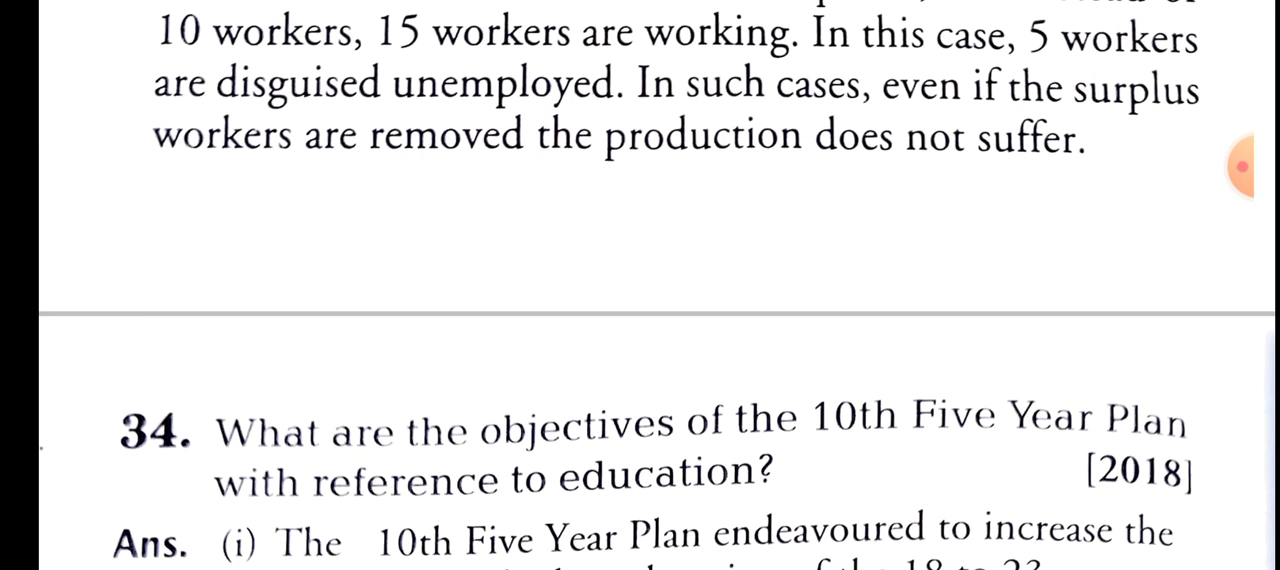 10 workers, 15 workers are working. In this case, 5 workers
are disguised unemployed. In such cases, even if the surplus
workers are removed the production does not suffer.
34. What are the objectives of the 10th Five Year Plan
with reference to education? [2018]
Ans. (i) The 10th Five Year Plan endeavoured to increase the